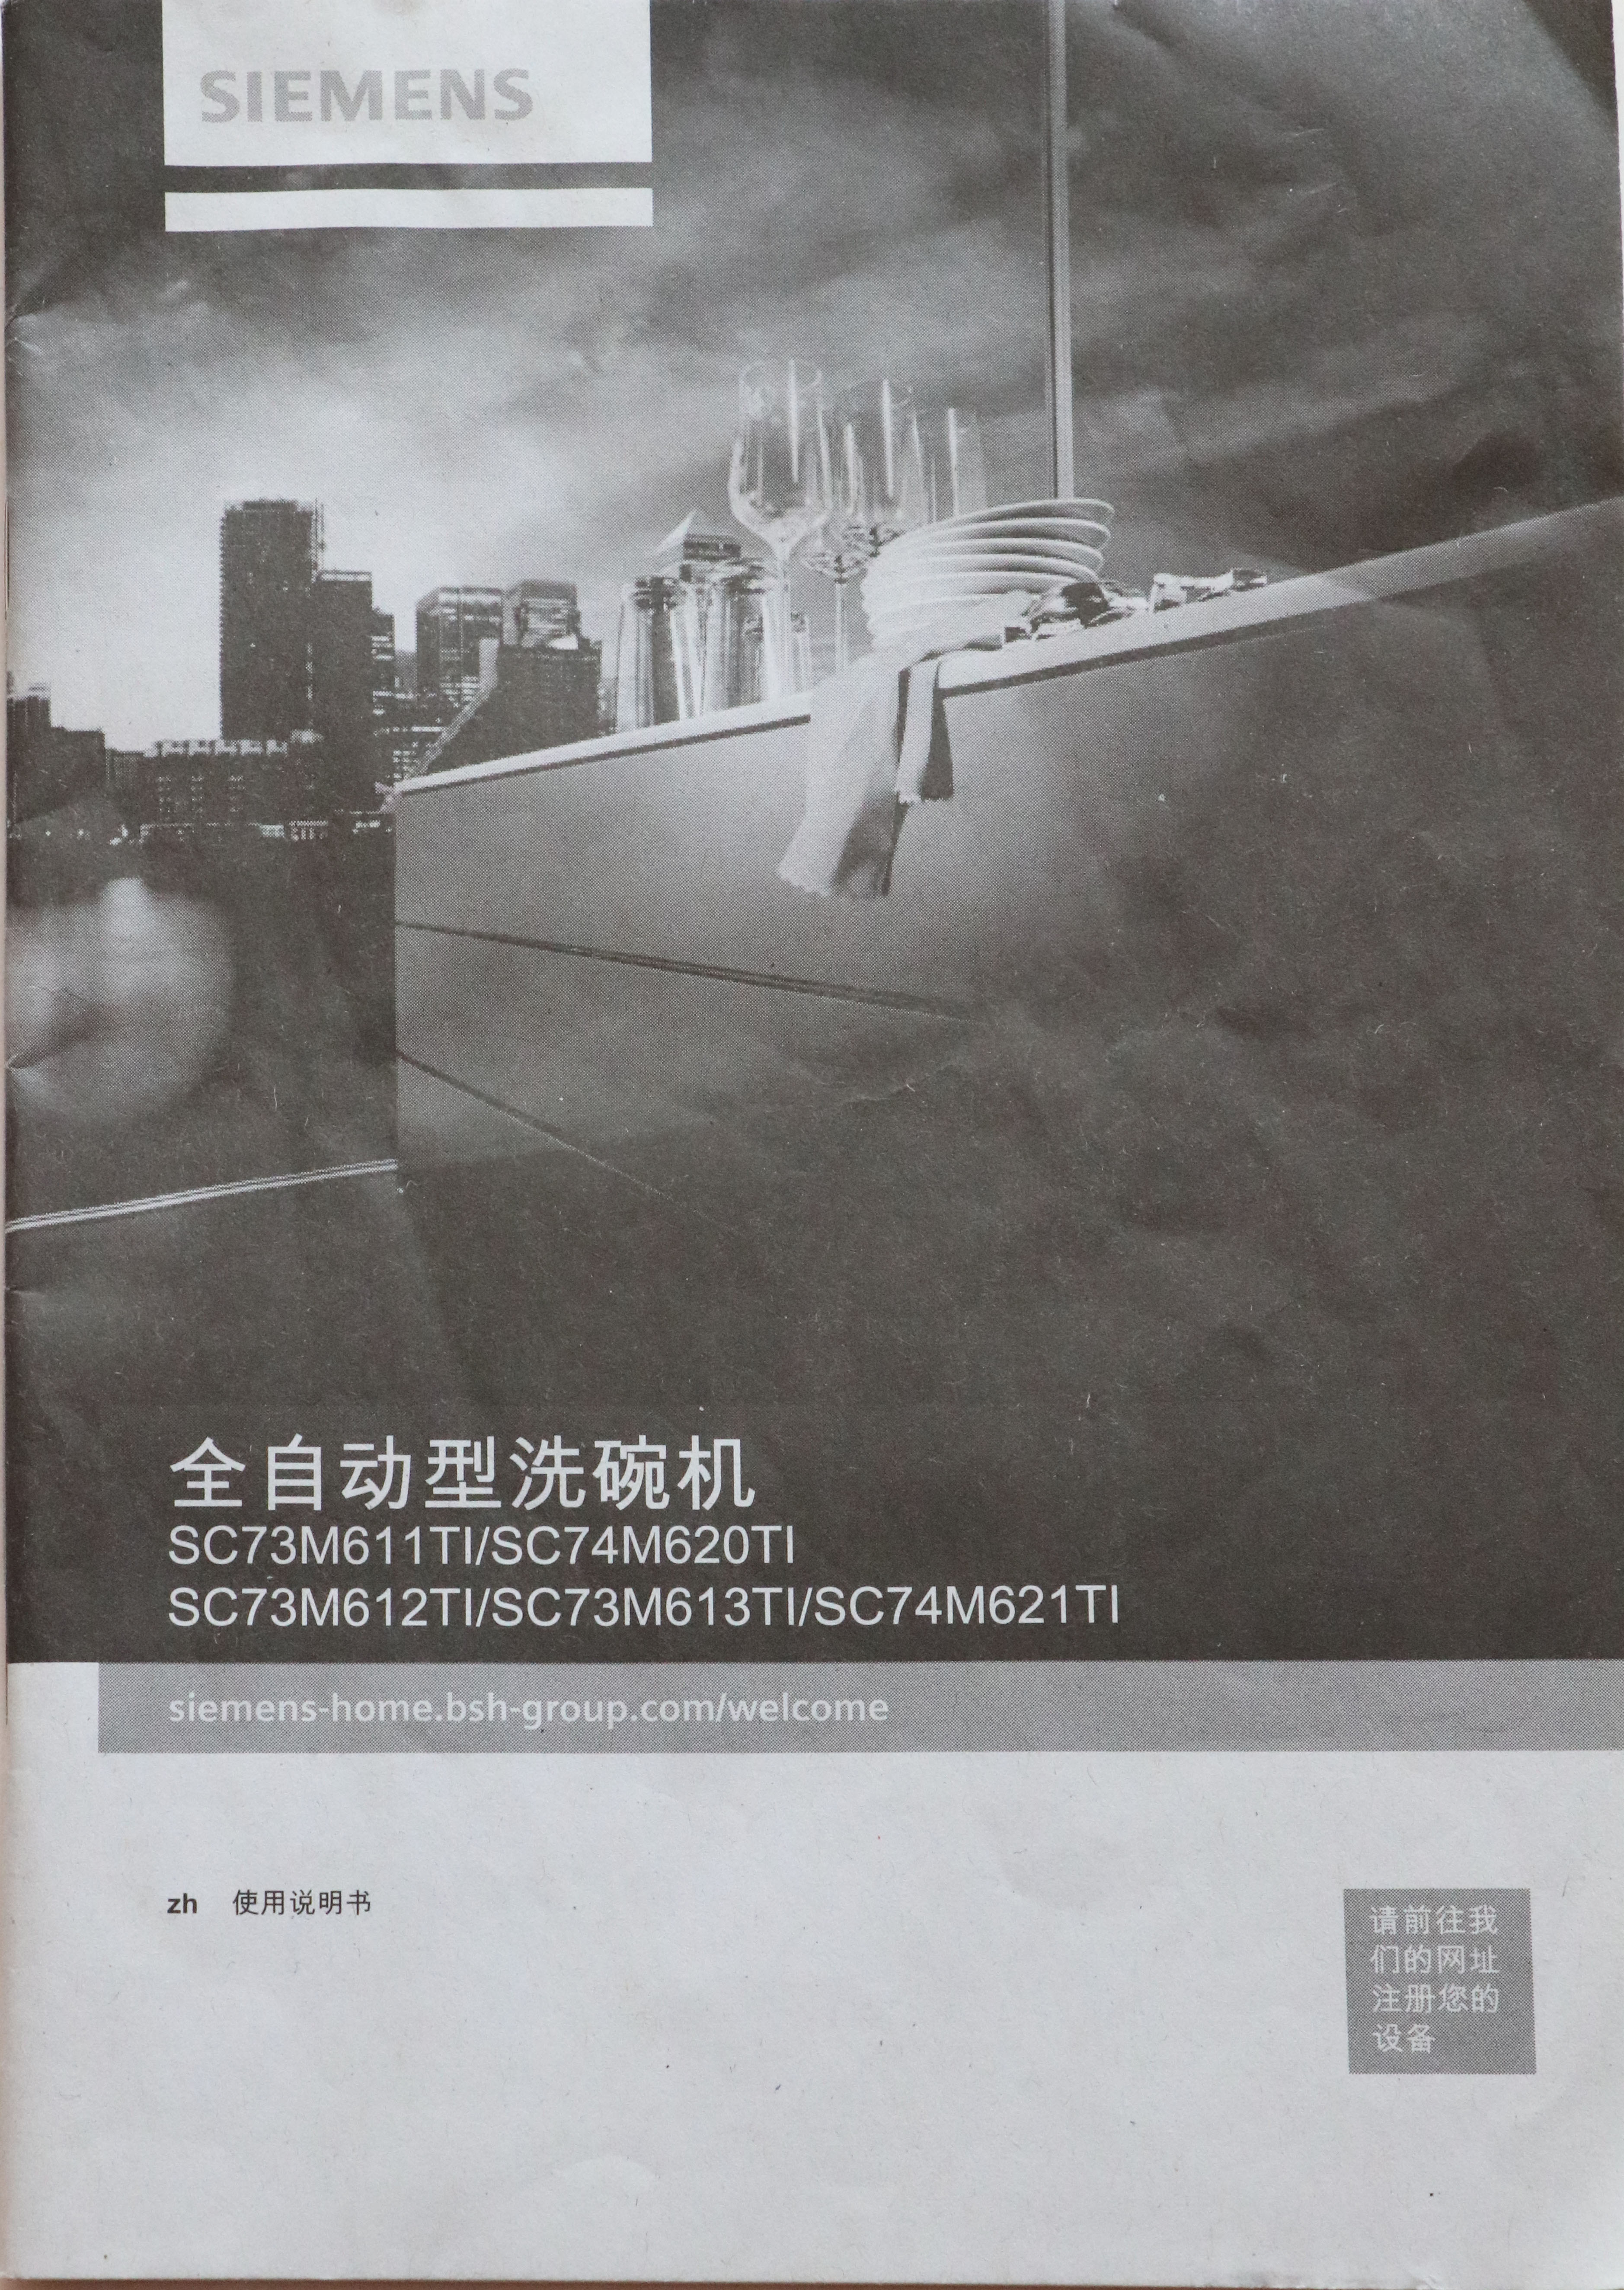 SIEMENS
全自动型洗碗机
SC73M611TI/SC74M620TI
SC73M612TI/SC73M613TI/SC74M621TI
siemens-home.bsh-group.com/welcome
zh 使用说明书
请前往我
们的网址
注册您的
设备